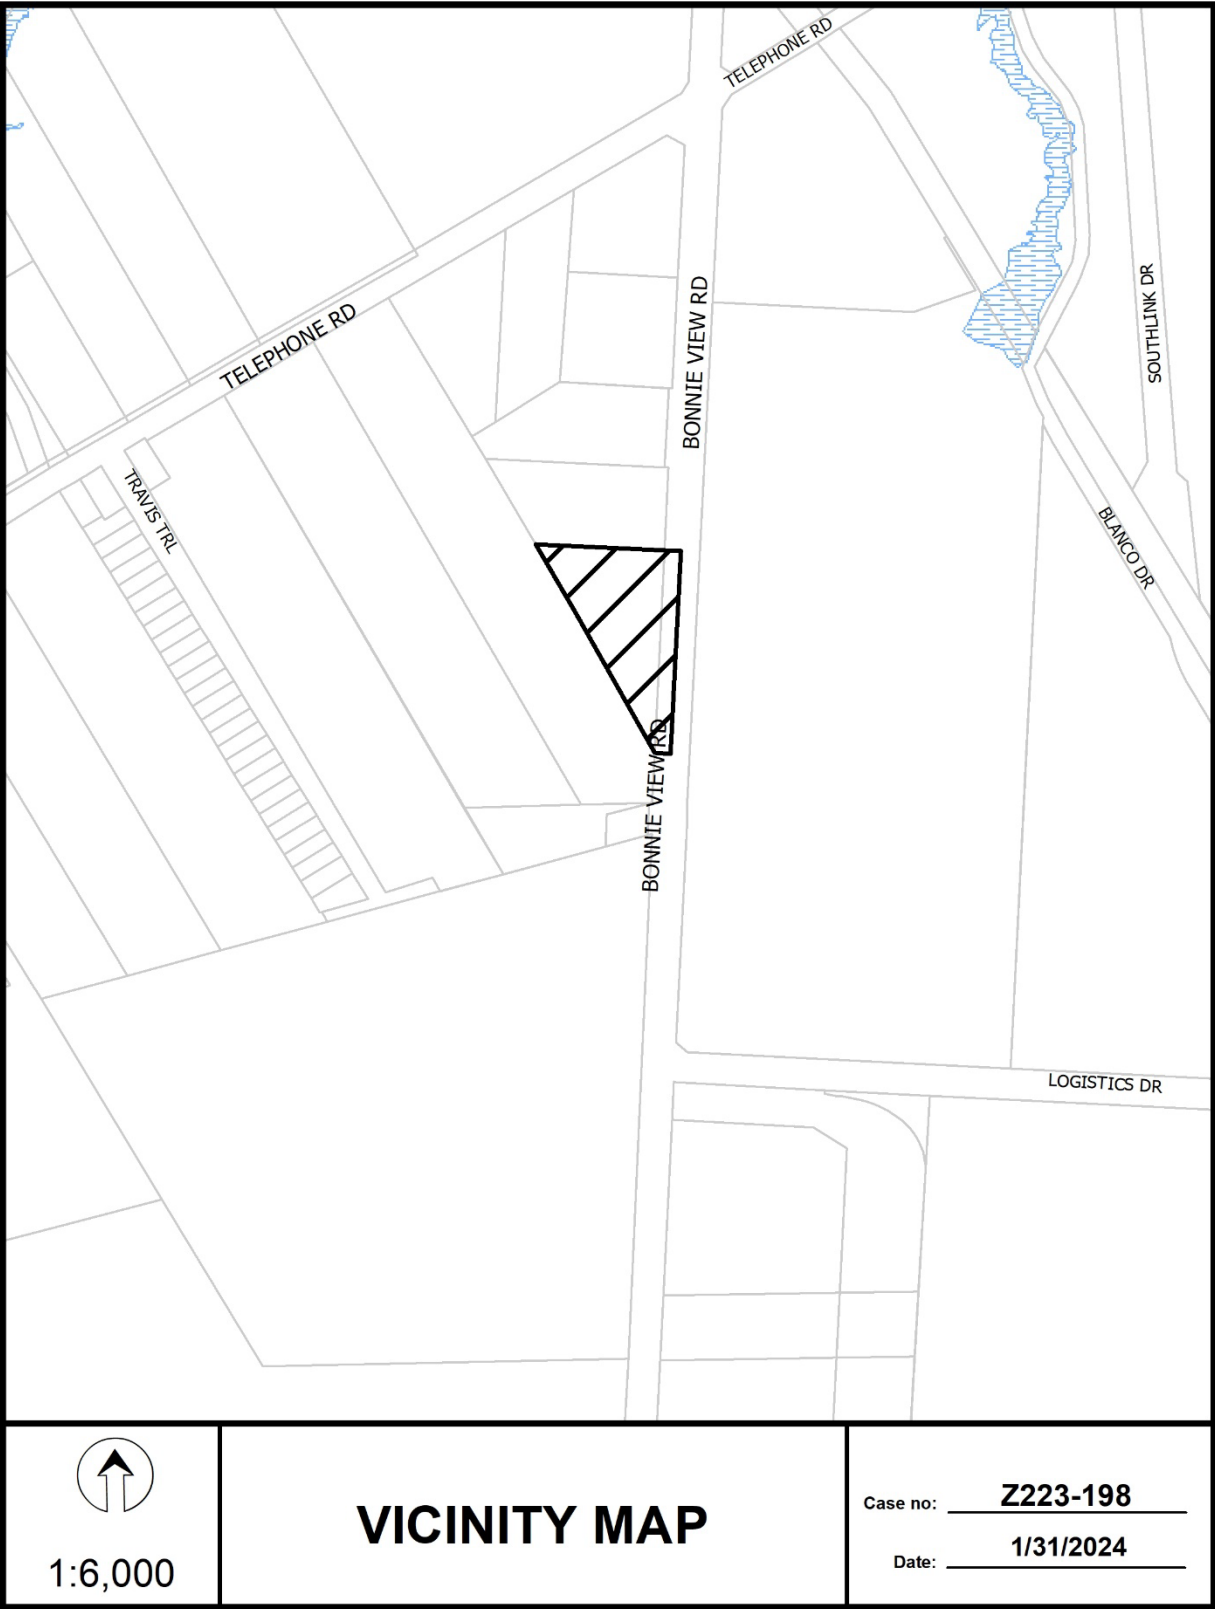 TELEPHONE RD
TELEPHONE RD
BONNIE VIEW RD
SOUTHLINK DR
TRAVIS TRL
BLANCO DR
BONNIE VIEW RD
LOGISTICS DR
1:6,000
VICINITY MAP
Case no: Z223-198
Date: 1/31/2024